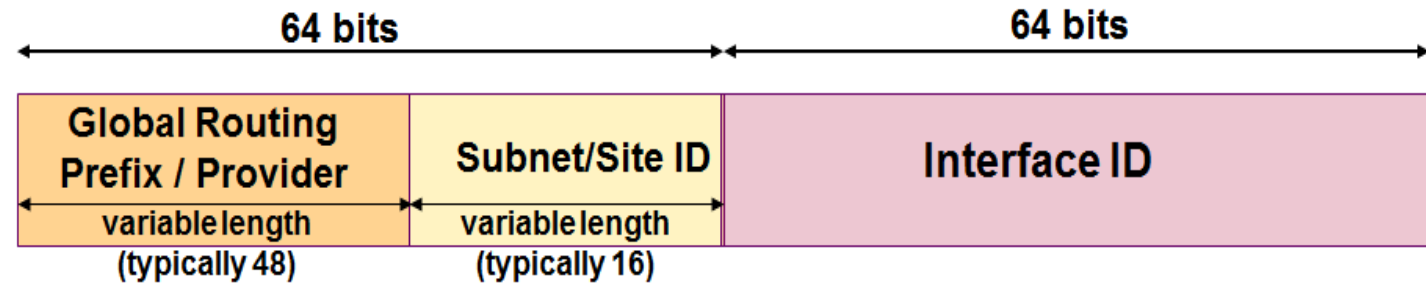 64 bits
64 bits
Global Routing
Prefix / Provider
variable length
(typically 48)
Subnet/Site ID
variable length
(typically 16)
Interface ID